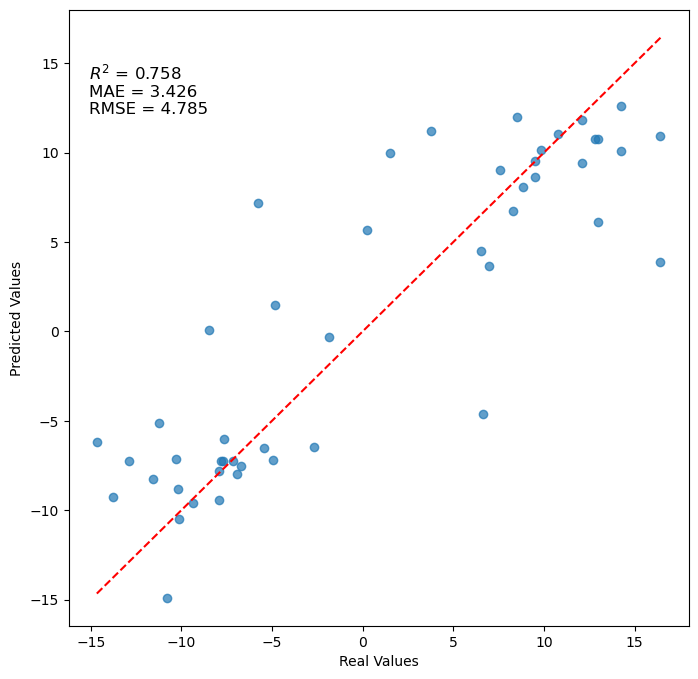 R² = 0.758
MAE = 3.426
RMSE = 4.785
15
10
5
0
−5
−10
−15
Predicted Values
−15 −10 −5 0 5 10 15
Real Values